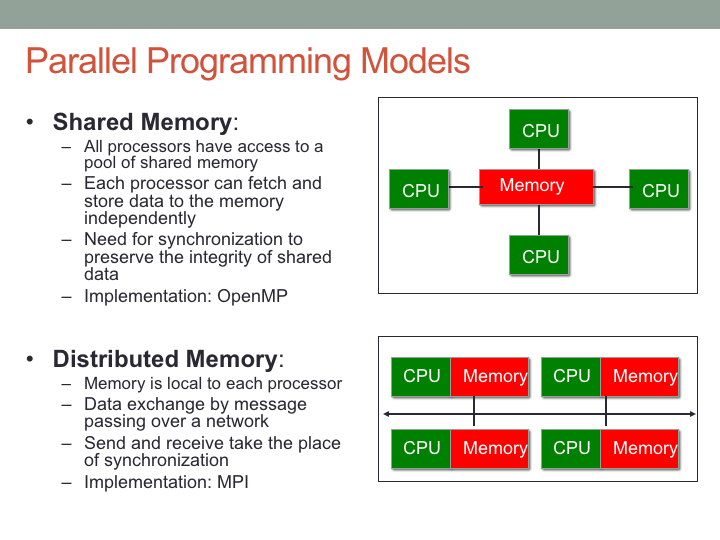 Parallel Programming Models
• Shared Memory:
– All processors have access to a
pool of shared memory
– Each processor can fetch and
store data to the memory
independently
– Need for synchronization to
preserve the integrity of shared
data
– Implementation: OpenMP
• Distributed Memory:
– Memory is local to each processor
– Data exchange by message
passing over a network
– Send and receive take the place
of synchronization
– Implementation: MPI
CPU
CPU Memory CPU
CPU
CPU Memory CPU Memory
CPU Memory CPU Memory